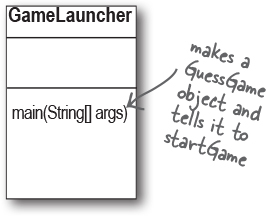 GameLauncher
main(String[] args)
makes a
GuessGame
object and
tells it to
startGame